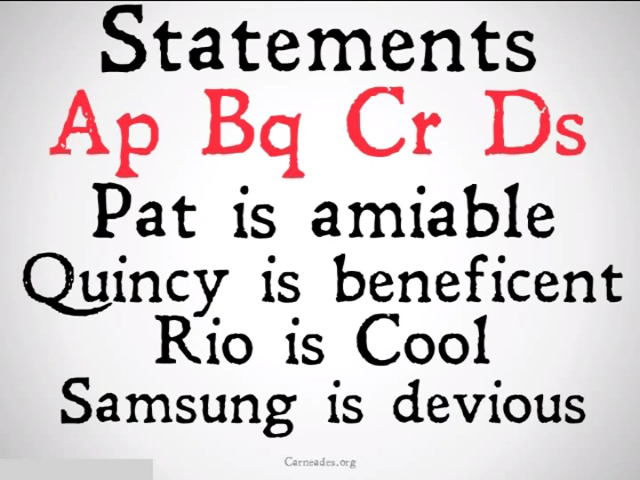 Statements
Ap Bq Cr Ds
Pat is amiable
Quincy is beneficent
Rio is Cool
Samsung is devious
Carneades.org